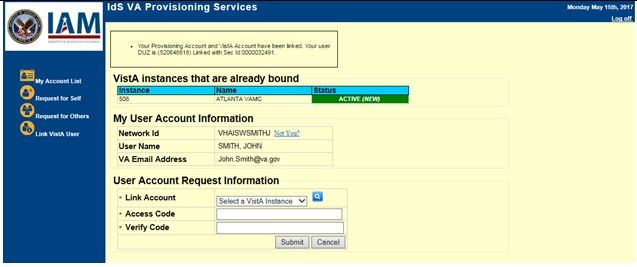 IdS VA Provisioning Services
Monday May 15th, 2017
Log off
IAM
My Account List
Request for Self
Request for Others
Link VistA User
• Your Provisioning Account and VistA Account have been linked. Your user
DUZ is (520646618) Linked with Sec Id:0000032491.
VistA instances that are already bound
Instance Name Status
508 ATLANTA VAMC ACTIVE (NEW)
My User Account Information
Network Id VHAISWSMITHJ Not You?
User Name SMITH, JOHN
VA Email Address John.Smith@va.gov
User Account Request Information
• Link Account Select a VistA Instance
• Access Code
• Verify Code
Submit Cancel